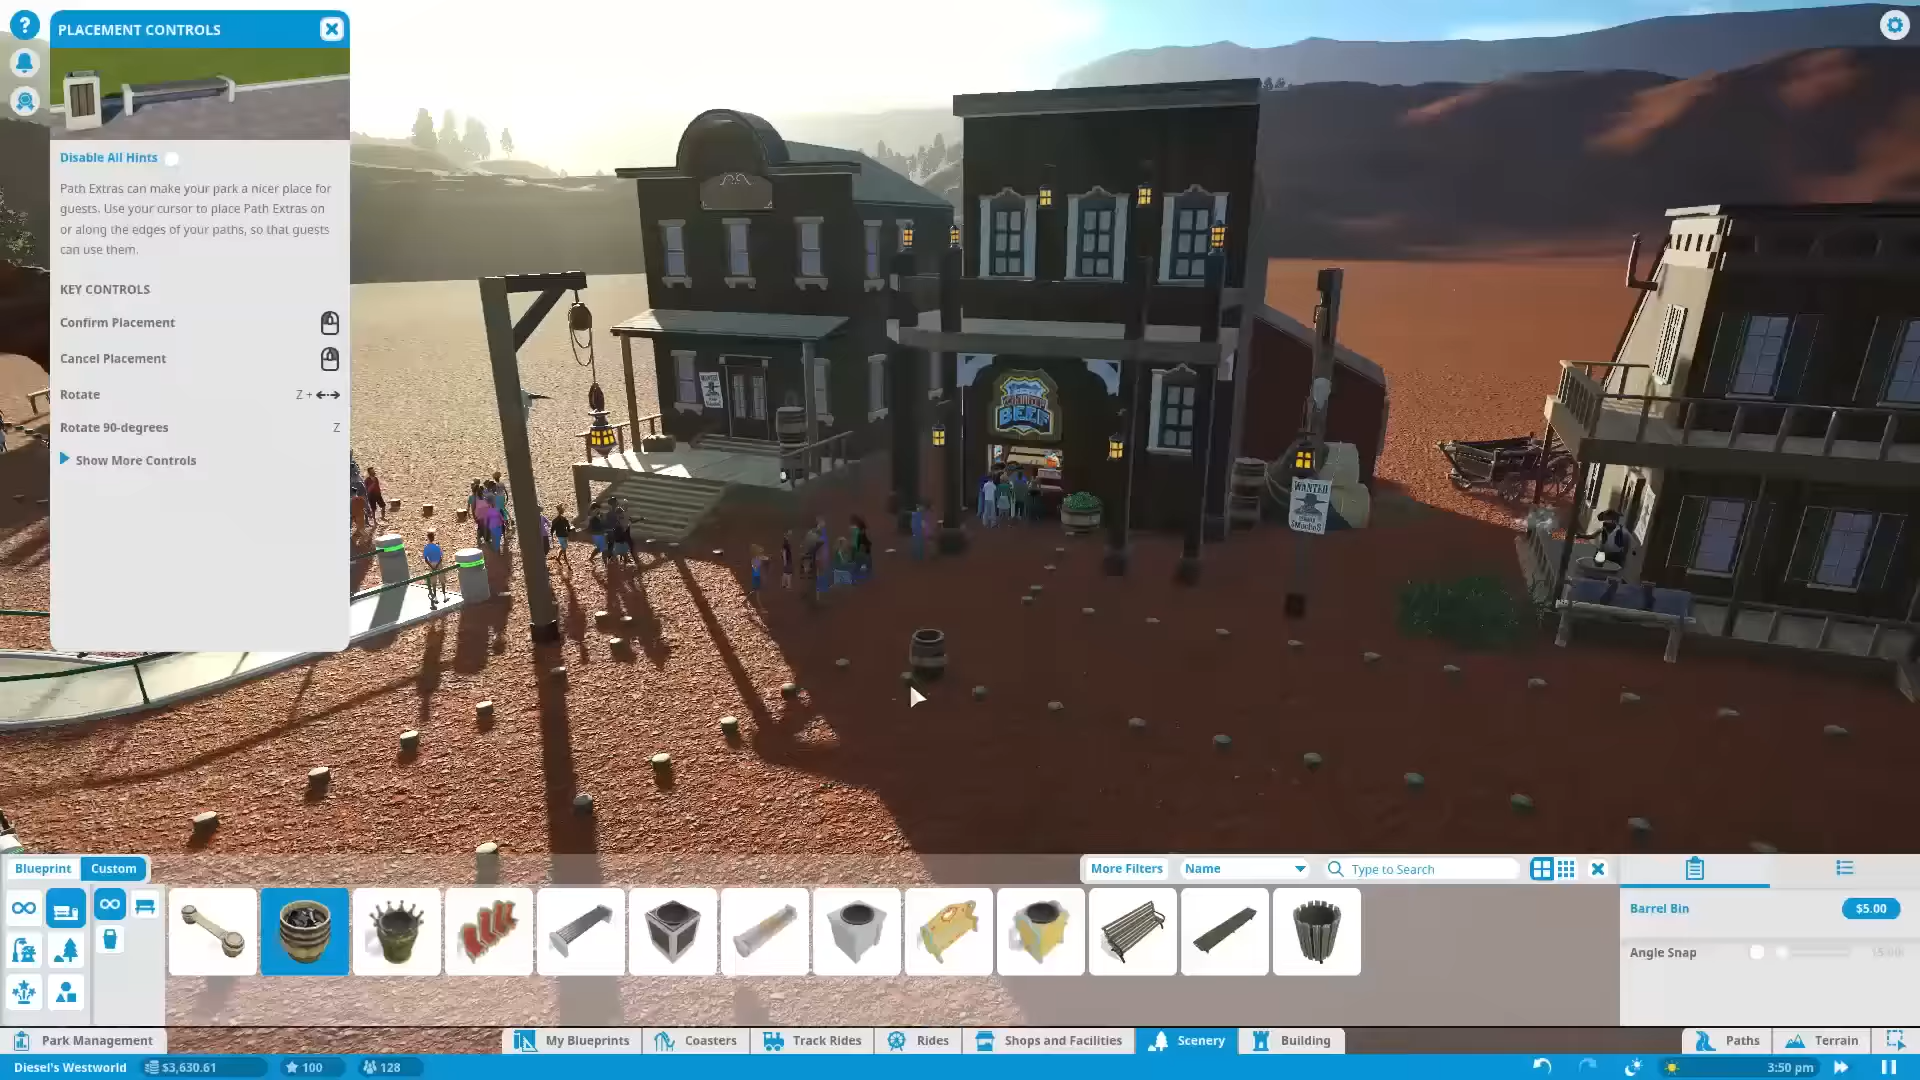 ?
PLACEMENT CONTROLS
Disable All Hints
Path Extras can make your park a nicer place for
guests. Use your cursor to place Path Extras on
or along the edges of your paths, so that guests
can use them.
KEY CONTROLS
Confirm Placement
Cancel Placement
Rotate
Z +
Rotate 90-degrees
Z
Show More Controls
WANTED
BEEF
WANTED
Blueprint
Custom
More Filters
Name
Type to Search
Barrel Bin
$5.00
Angle Snap
Park Management
My Blueprints
Coasters
Track Rides
Rides
Shops and Facilities
Scenery
Building
Paths
Terrain
Diesel's Westworld
$3,630.61
100
128
3:50 pm